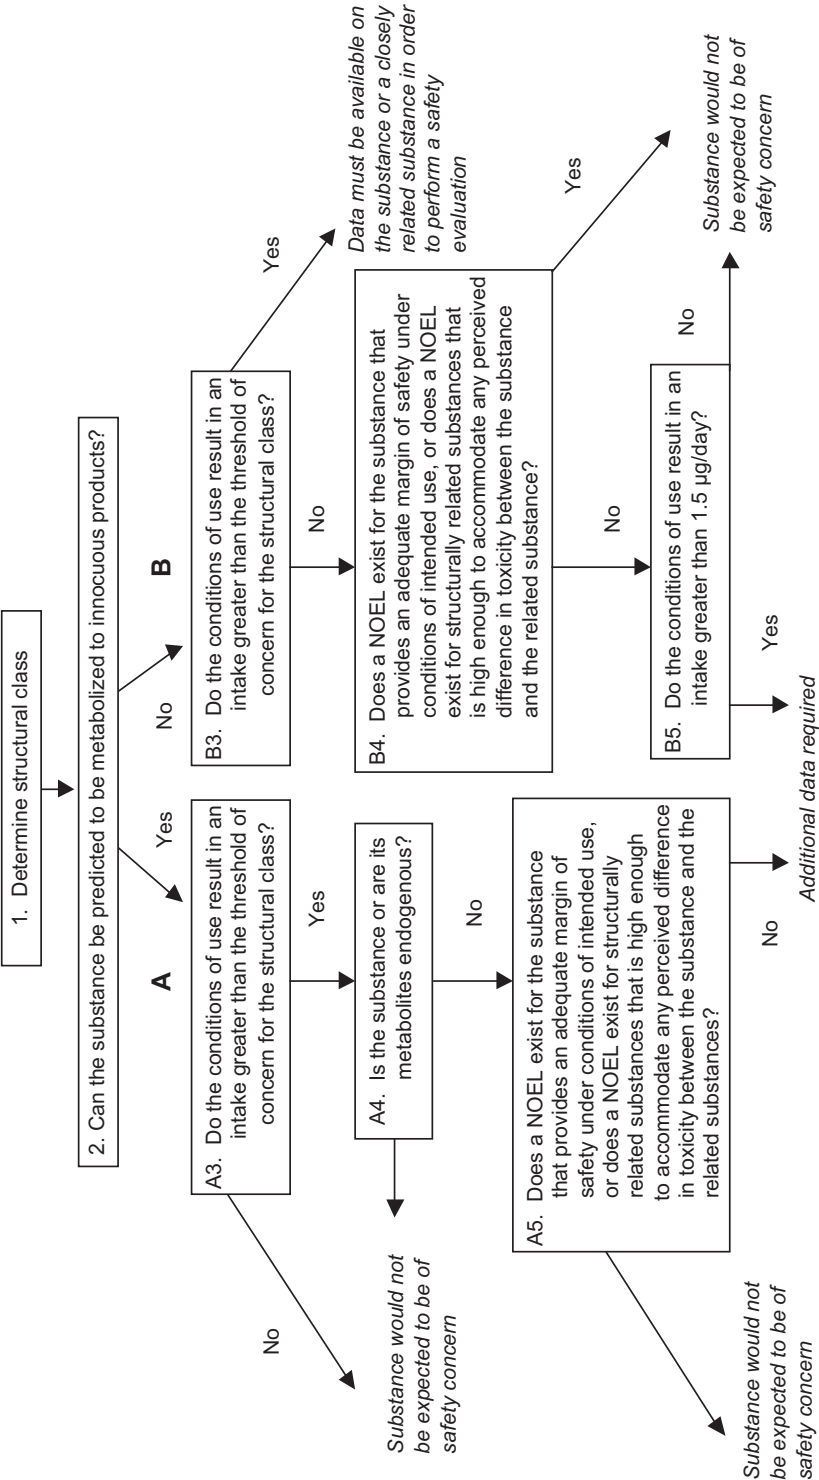 1. Determine structural class
2. Can the substance be predicted to be metabolized to innocuous products?
Yes
No
A
B
A3. Do the conditions of use result in an
intake greater than the threshold of
concern for the structural class?
B3. Do the conditions of use result in an
intake greater than the threshold of
concern for the structural class?
No
Yes
No
Yes
Substance would not
be expected to be of
safety concern
A4. Is the substance or are its
metabolites endogenous?
B4. Does a NOEL exist for the substance that
provides an adequate margin of safety under
conditions of intended use, or does a NOEL
exist for structurally related substances that
is high enough to accommodate any perceived
difference in toxicity between the substance
and the related substance?
Data must be available on
the substance or a closely
related substance in order
to perform a safety
evaluation
No
No
Yes
A5. Does a NOEL exist for the substance
that provides an adequate margin of
safety under conditions of intended use,
or does a NOEL exist for structurally
related substances that is high enough
to accommodate any perceived difference
in toxicity between the substance and the
related substances?
B5. Do the conditions of use result in an
intake greater than 1.5 µg/day?
No
Substance would not
be expected to be of
safety concern
No
Yes
Substance would not
be expected to be of
safety concern
Additional data required